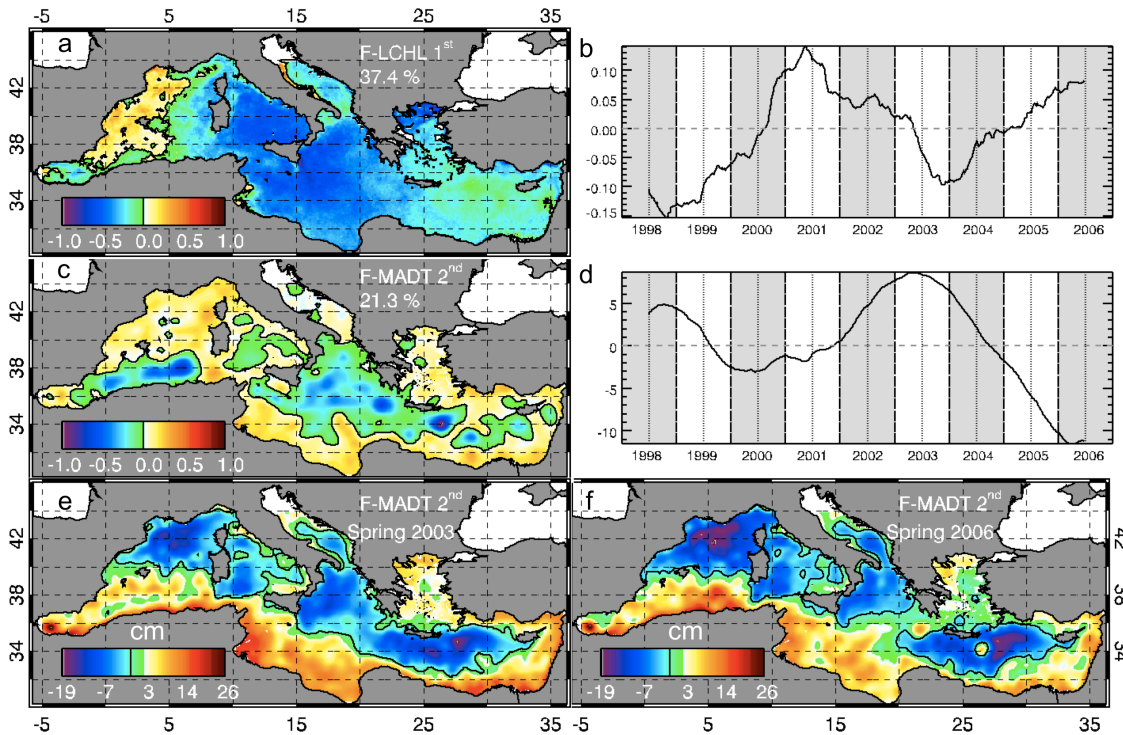 -5 5 15 25 35
a
F-LCHL 1st
37.4 %
42
38
34
-1.0 -0.5 0.0 0.5 1.0
b
0.10
0.05
0.00
-0.05
-0.10
-0.15
1998 1999 2000 2001 2002 2003 2004 2005 2006
c
F-MADT 2nd
21.3 %
42
38
34
-1.0 -0.5 0.0 0.5 1.0
d
5
0
-5
-10
1998 1999 2000 2001 2002 2003 2004 2005 2006
e
F-MADT 2nd
Spring 2003
42
38
34
cm
-19 -7 3 14 26
-5 5 15 25 35
f
F-MADT 2nd
Spring 2006
42
38
34
cm
-19 -7 3 14 26
-5 5 15 25 35